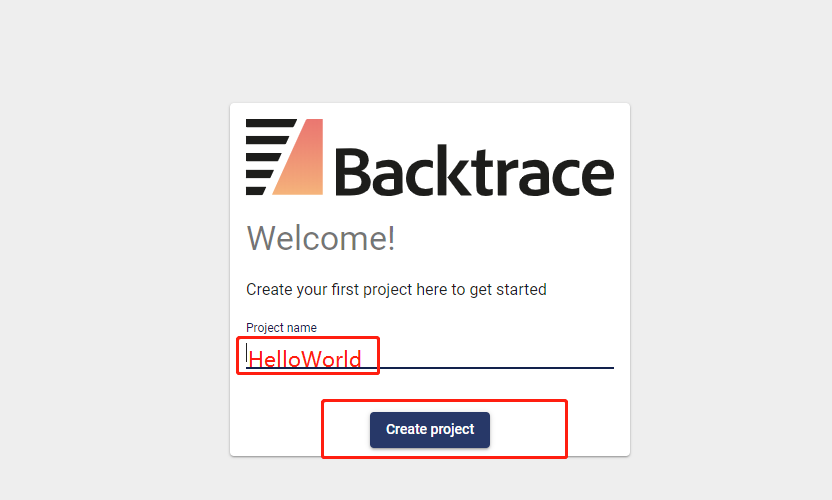 Backtrace
Welcome!
Create your first project here to get started
Project name
HelloWorld
Create project